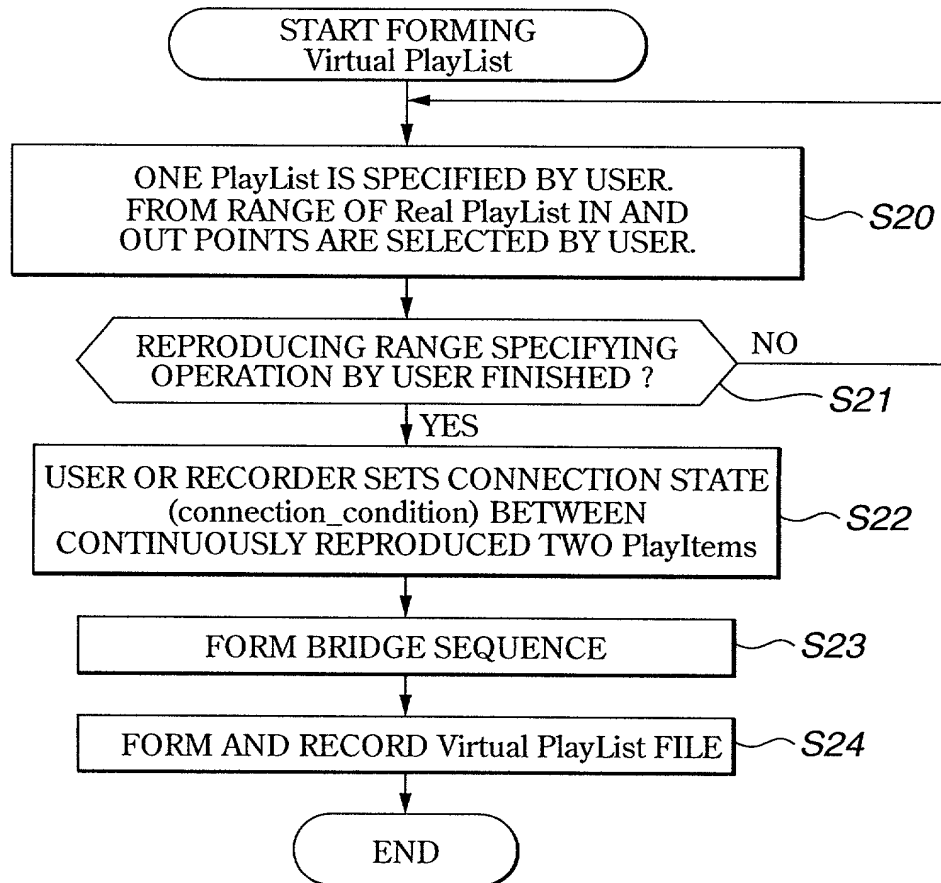 START FORMING
Virtual PlayList
ONE PlayList IS SPECIFIED BY USER.
FROM RANGE OF Real PlayList IN AND
OUT POINTS ARE SELECTED BY USER.
S20
REPRODUCING RANGE SPECIFYING
OPERATION BY USER FINISHED ?
NO
S21
YES
USER OR RECORDER SETS CONNECTION STATE
(connection_condition) BETWEEN
CONTINUOUSLY REPRODUCED TWO PlayItems
S22
FORM BRIDGE SEQUENCE
S23
FORM AND RECORD Virtual PlayList FILE
S24
END